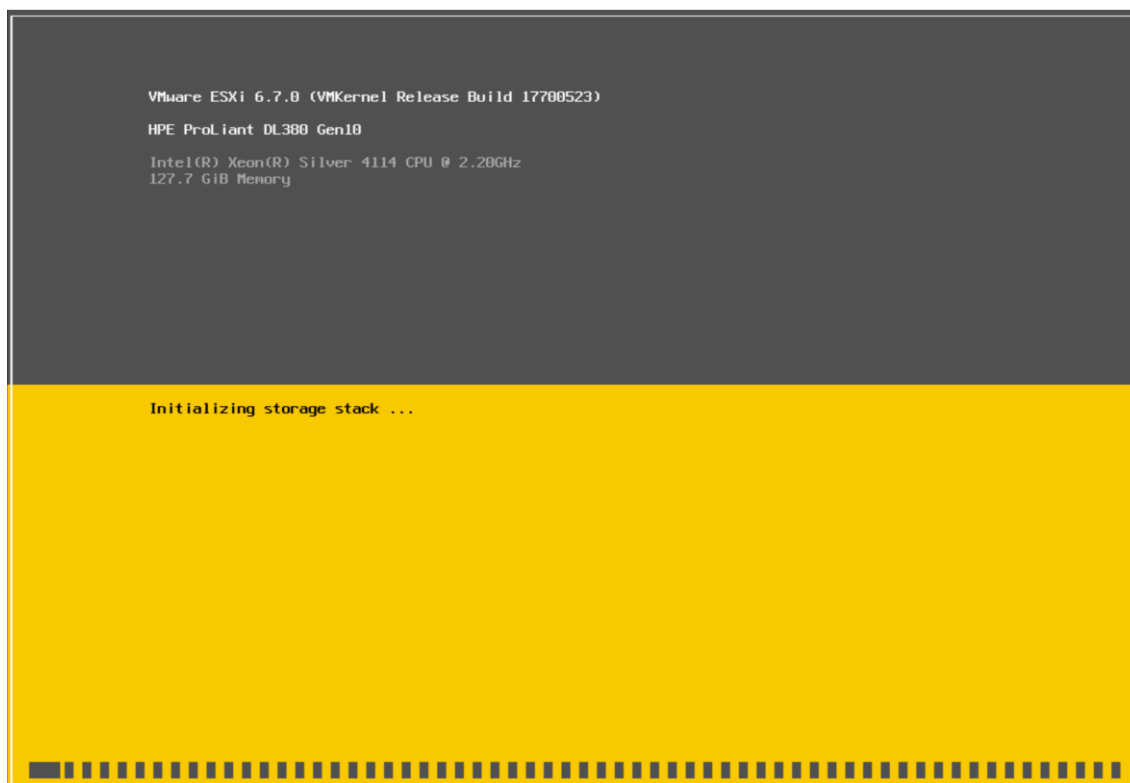 VMware ESXi 6.7.0 (VMKernel Release Build 17700523)
HPE ProLiant DL380 Gen10
Intel(R) Xeon(R) Silver 4114 CPU @ 2.20GHz
127.7 GiB Memory
Initializing storage stack ...